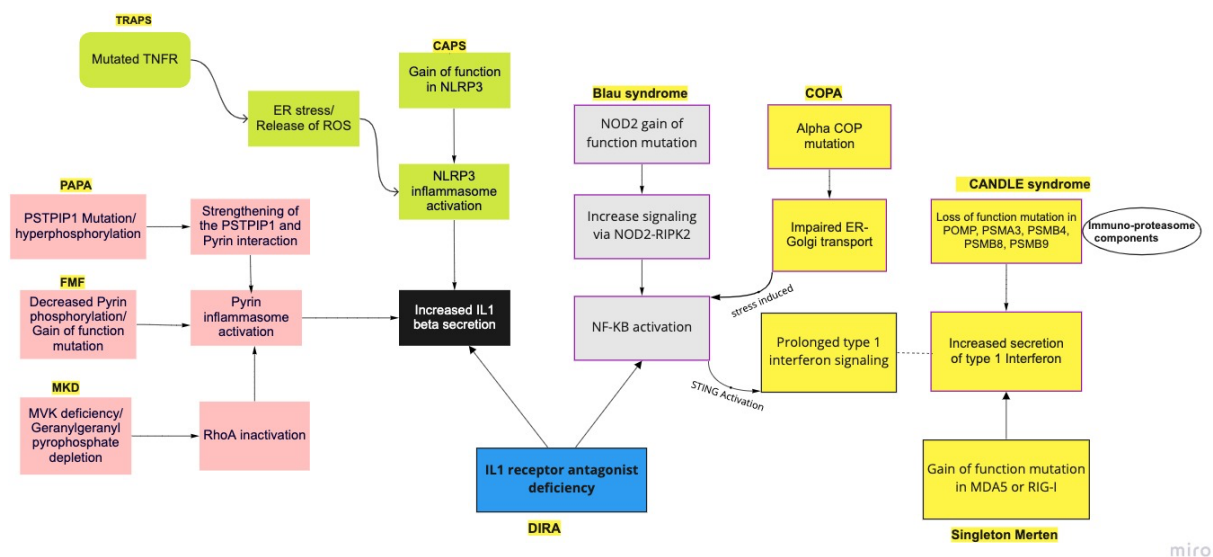 TRAPS
Mutated TNFR
CAPS
Gain of function
in NLRP3
ER stress/
Release of ROS
NLRP3
inflammasome
activation
PAPA
PSTPIP1 Mutation/
hyperphosphorylation
Strengthening of
the PSTPIP1 and
Pyrin interaction
FMF
Decreased Pyrin
phosphorylation/
Gain of function
mutation
Pyrin
inflammasome
activation
Increased IL1
beta secretion
MKD
MVK deficiency/
Geranylgeranyl
pyrophosphate
depletion
RhoA inactivation
IL1 receptor antagonist
deficiency
DIRA
Blau syndrome
NOD2 gain of
function mutation
Increase signaling
via NOD2-RIPK2
NF-KB activation
COPA
Alpha COP
mutation
Impaired ER-
Golgi transport
stress induced
STING Activation
Prolonged type 1
interferon signaling
CANDLE syndrome
Loss of function mutation in
POMP, PSMA3, PSMB4,
PSMB8, PSMB9
Immuno-proteasome
components
Increased secretion
of type 1 Interferon
Gain of function mutation
in MDA5 or RIG-I
Singleton Merten
miro